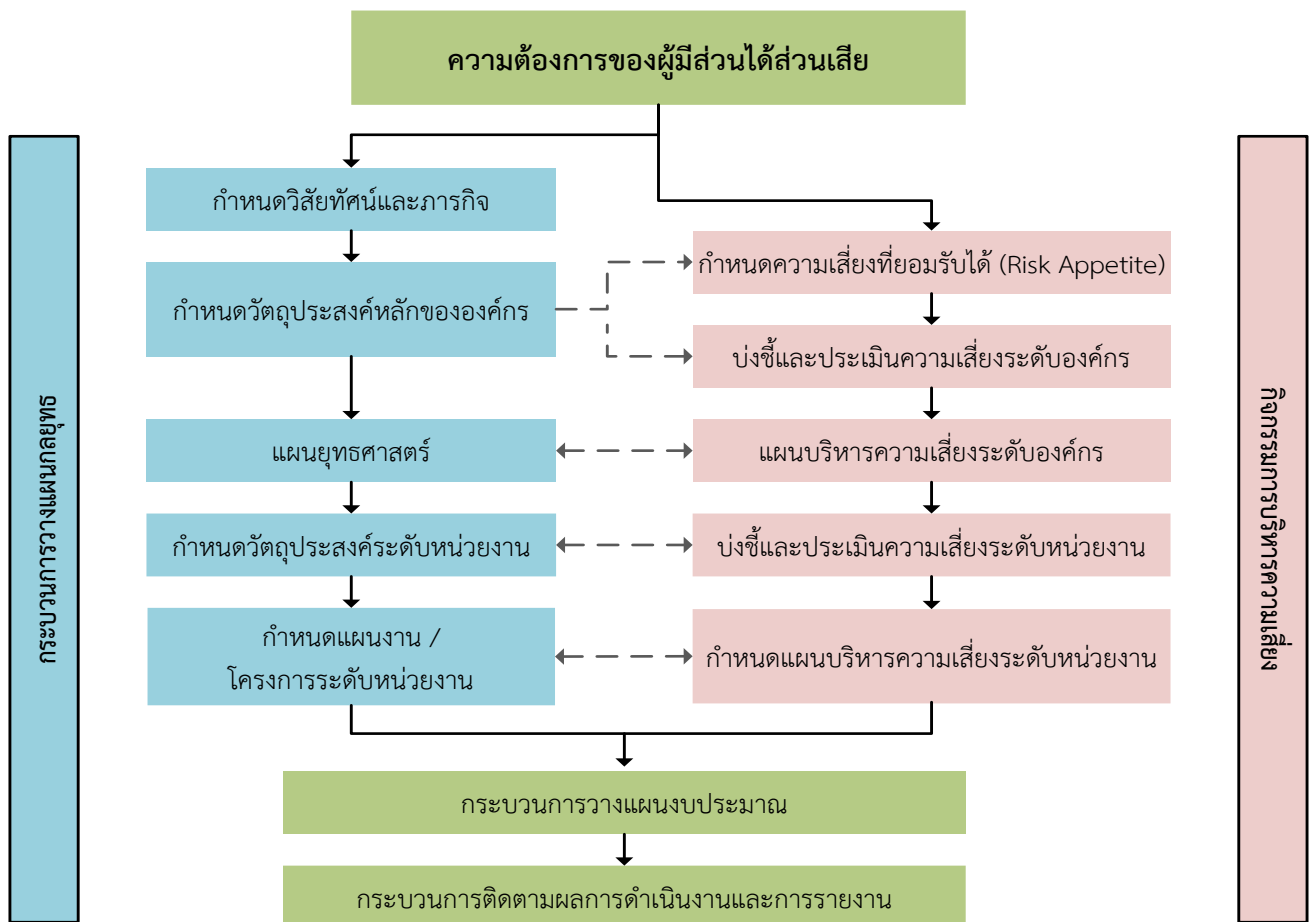 ความต้องการของผู้มีส่วนได้ส่วนเสีย
กระบวนการวางแผนกลยุทธ
กำหนดวิสัยทัศน์และภารกิจ
กำหนดวัตถุประสงค์หลักขององค์กร
แผนยุทธศาสตร์
กำหนดวัตถุประสงค์ระดับหน่วยงาน
กำหนดแผนงาน /
โครงการระดับหน่วยงาน
กำหนดความเสี่ยงที่ยอมรับได้ (Risk Appetite)
บ่งชี้และประเมินความเสี่ยงระดับองค์กร
แผนบริหารความเสี่ยงระดับองค์กร
บ่งชี้และประเมินความเสี่ยงระดับหน่วยงาน
กำหนดแผนบริหารความเสี่ยงระดับหน่วยงาน
กิจกรรมการบริหารความเสี่ยง
กระบวนการวางแผนงบประมาณ
กระบวนการติดตามผลการดำเนินงานและการรายงาน